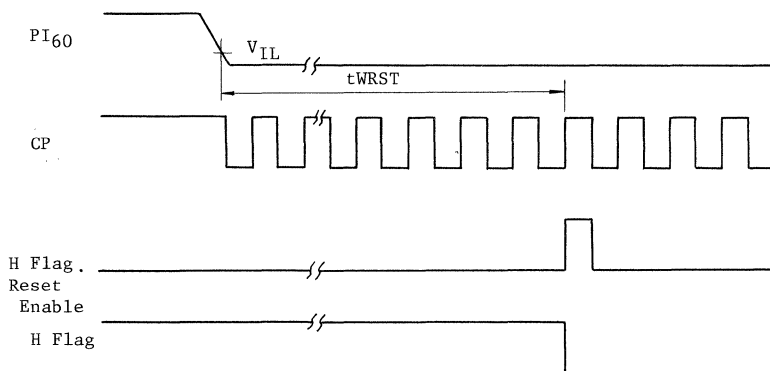 PI60
VIL
tWRST
CP
H Flag.
Reset
Enable
H Flag